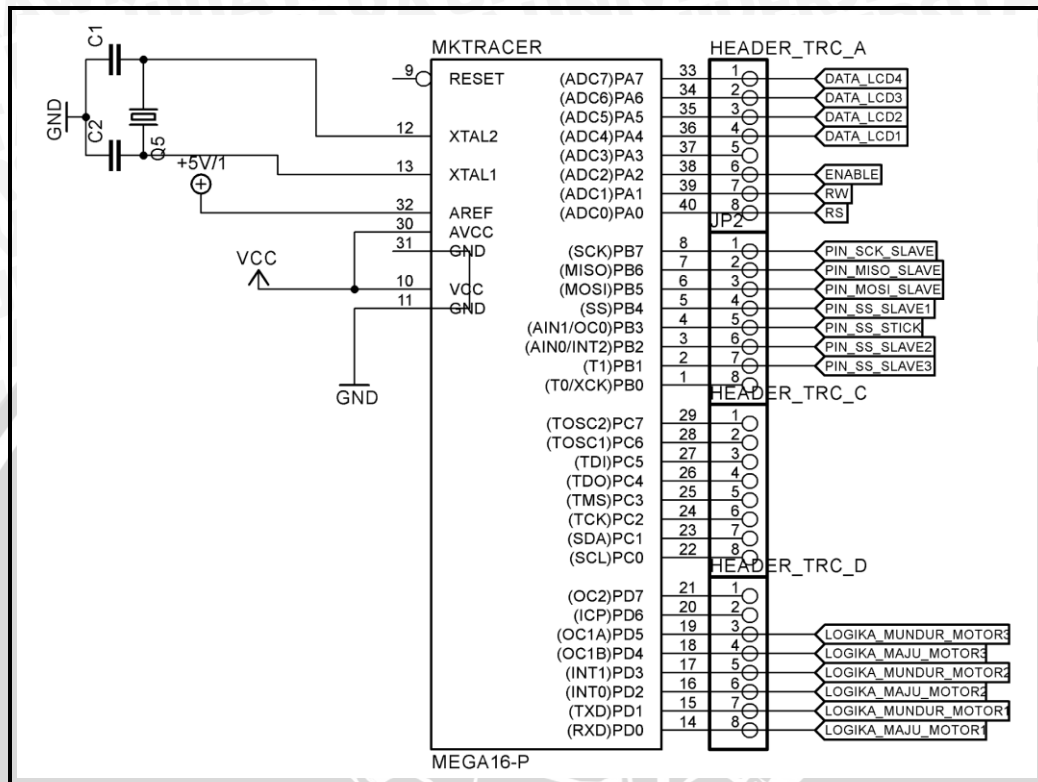 C1
GND
C2
Q5
+5V/1
VCC
GND
MKTRACER
9 RESET
12 XTAL2
13 XTAL1
32 AREF
30 AVCC
31 GND
10 VCC
11 GND
MEGA16-P
HEADER_TRC_A
(ADC7)PA7 33 1 DATA_LCD4
(ADC6)PA6 34 2 DATA_LCD3
(ADC5)PA5 35 3 DATA_LCD2
(ADC4)PA4 36 4 DATA_LCD1
(ADC3)PA3 37 5
(ADC2)PA2 38 6 ENABLE
(ADC1)PA1 39 7 RW
(ADC0)PA0 40 8 RS
JP2
(SCK)PB7 8 1 PIN_SCK_SLAVE
(MISO)PB6 7 2 PIN_MISO_SLAVE
(MOSI)PB5 6 3 PIN_MOSI_SLAVE
(SS)PB4 5 4 PIN_SS_SLAVE1
(AIN1/OC0)PB3 4 5 PIN_SS_STICK
(AIN0/INT2)PB2 3 6 PIN_SS_SLAVE2
(T1)PB1 2 7 PIN_SS_SLAVE3
(T0/XCK)PB0 1 8
HEADER_TRC_C
(TOSC2)PC7 29 1
(TOSC1)PC6 28 2
(TDI)PC5 27 3
(TDO)PC4 26 4
(TMS)PC3 25 5
(TCK)PC2 24 6
(SDA)PC1 23 7
(SCL)PC0 22 8
HEADER_TRC_D
(OC2)PD7 21 1
(ICP)PD6 20 2
(OC1A)PD5 19 3 LOGIKA_MUNDUR_MOTOR3
(OC1B)PD4 18 4 LOGIKA_MAJU_MOTOR3
(INT1)PD3 17 5 LOGIKA_MUNDUR_MOTOR2
(INT0)PD2 16 6 LOGIKA_MAJU_MOTOR2
(TXD)PD1 15 7 LOGIKA_MUNDUR_MOTOR1
(RXD)PD0 14 8 LOGIKA_MAJU_MOTOR1